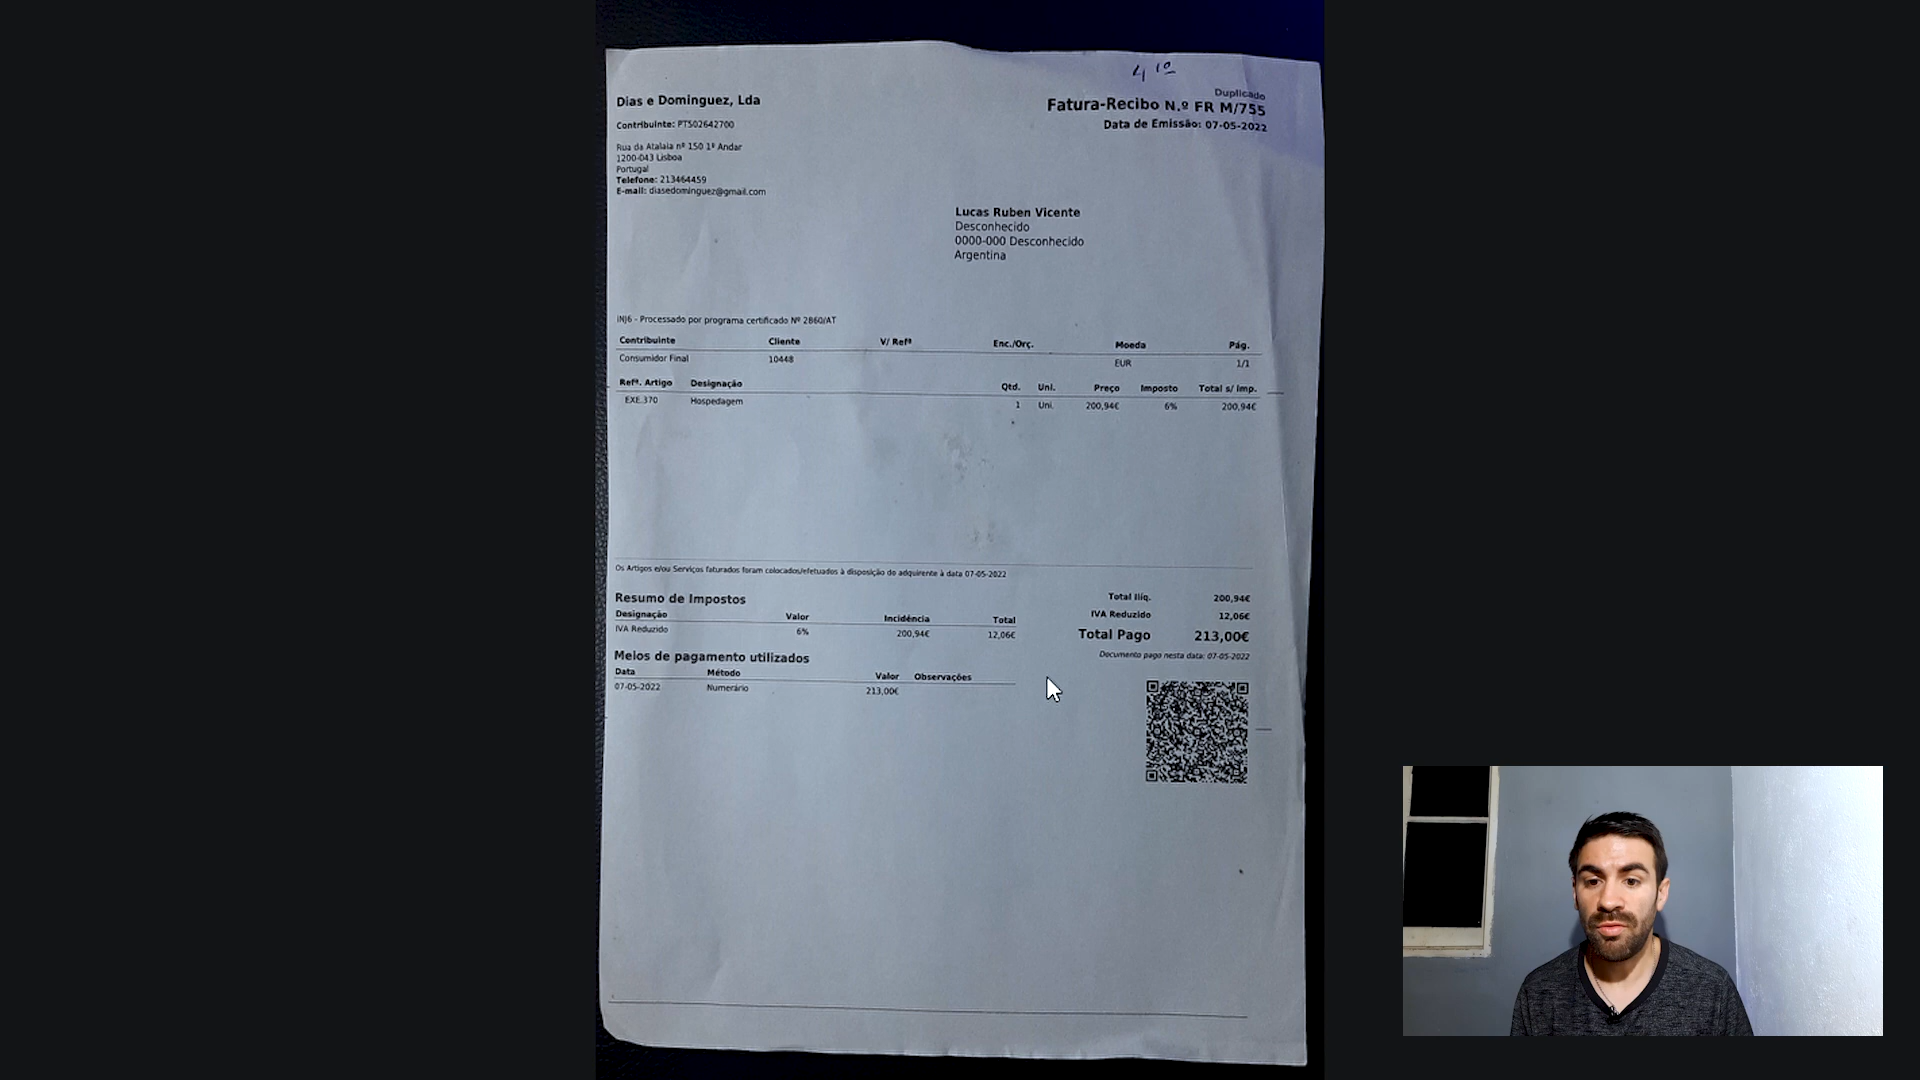 4 1º
Duplicado
Fatura-Recibo N.º FR M/755
Data de Emissão: 07-05-2022
Dias e Dominguez, Lda
Contribuinte: PT502642700
Rua da Atalaia nº 150 1º Andar
1200-043 Lisboa
Portugal
Telefone: 213464459
E-mail: diasedominguez@gmail.com
Lucas Ruben Vicente
Desconhecido
0000-000 Desconhecido
Argentina
iNJ6 - Processado por programa certificado Nº 2860/AT
Contribuinte Cliente V/ Refª Enc./Orç. Moeda Pág.
Consumidor Final 10448 EUR 1/1
Refª. Artigo Designação Qtd. Uni. Preço Imposto Total s/ Imp.
EXE.370 Hospedagem 1 Uni. 200,94€ 6% 200,94€
Os Artigos e/ou Serviços faturados foram colocados/efetuados à disposição do adquirente à data 07-05-2022
Resumo de Impostos
Designação Valor Incidência Total
IVA Reduzido 6% 200,94€ 12,06€
Total Ilíq. 200,94€
IVA Reduzido 12,06€
Total Pago 213,00€
Documento pago nesta data: 07-05-2022
Meios de pagamento utilizados
Data Método Valor Observações
07-05-2022 Numerário 213,00€